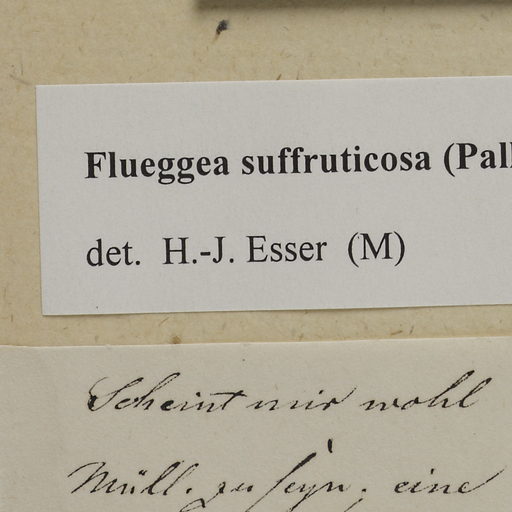 Flueggea suffruticosa (Pall
det. H.-J. Esser (M)
Scheint mir wohl
Müll. zu seyn; eine